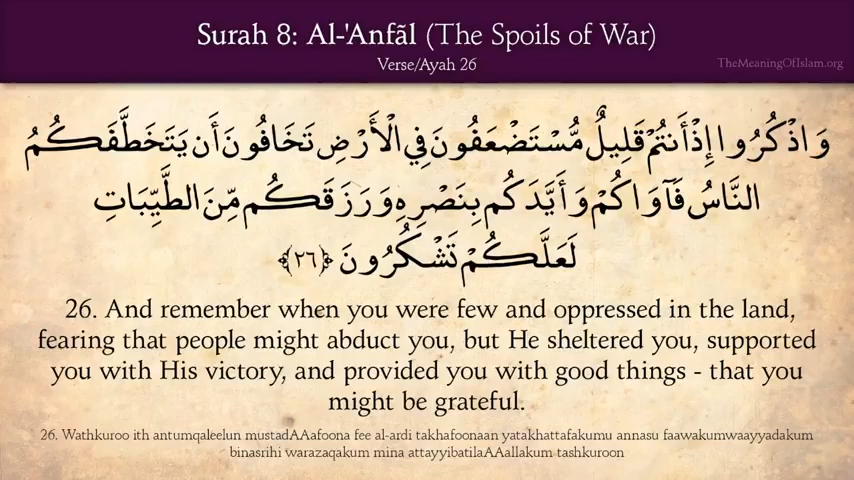 Surah 8: Al-'Anfãl (The Spoils of War)
Verse/Ayah 26
TheMeaningOfIslam.org
وَاذْكُرُوا إِذْ أَنتُمْ قَلِيلٌ مُّسْتَضْعَفُونَ فِي الْأَرْضِ تَخَافُونَ أَن يَتَخَطَّفَكُمُ
النَّاسُ فَآوَاكُمْ وَأَيَّدَكُم بِنَصْرِهِ وَرَزَقَكُم مِّنَ الطَّيِّبَاتِ
لَعَلَّكُمْ تَشْكُرُونَ ﴿٢٦﴾
26. And remember when you were few and oppressed in the land,
fearing that people might abduct you, but He sheltered you, supported
you with His victory, and provided you with good things - that you
might be grateful.
26. Wathkuroo ith antumqaleelun mustadAAafoona fee al-ardi takhafoonaan yatakhattafakumu annasu faawakumwaayyadakum
binasrihi warazaqakum mina attayyibatilaAAallakum tashkuroon